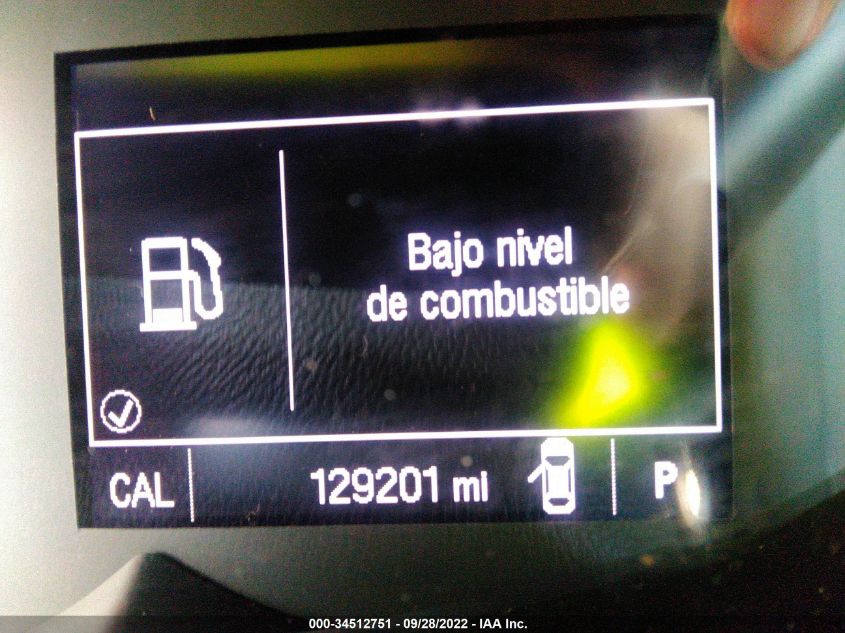 Bajo nivel
de combustible
CAL 129201 mi P
000-34512751 - 09/28/2022 - IAA Inc.